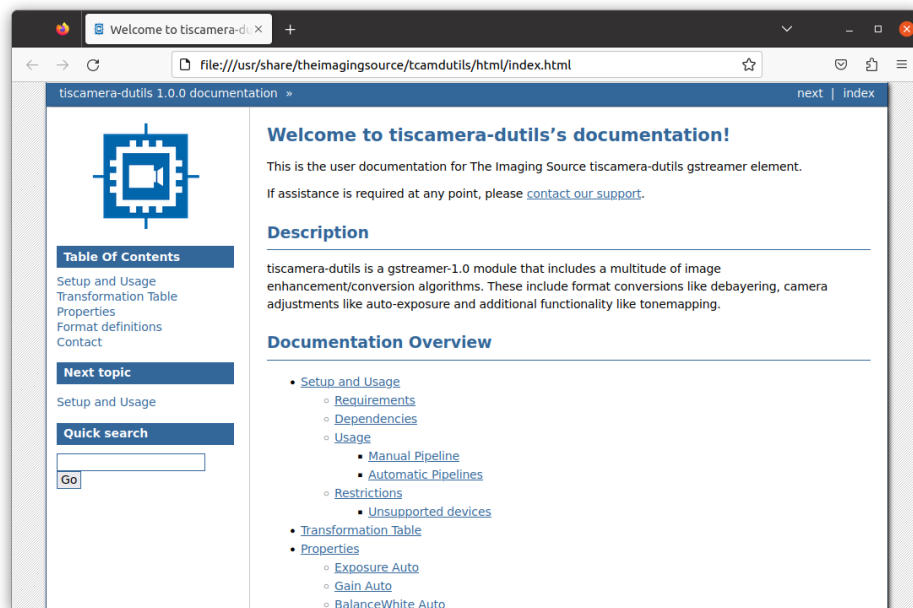 Welcome to tiscamera-du
file:///usr/share/theimagingsource/tcamdutils/html/index.html
tiscamera-dutils 1.0.0 documentation »
next | index
Table Of Contents
Setup and Usage
Transformation Table
Properties
Format definitions
Contact
Next topic
Setup and Usage
Quick search
Go
Welcome to tiscamera-dutils’s documentation!
This is the user documentation for The Imaging Source tiscamera-dutils gstreamer element.
If assistance is required at any point, please contact our support.
Description
tiscamera-dutils is a gstreamer-1.0 module that includes a multitude of image
enhancement/conversion algorithms. These include format conversions like debayering, camera
adjustments like auto-exposure and additional functionality like tonemapping.
Documentation Overview
Setup and Usage
Requirements
Dependencies
Usage
Manual Pipeline
Automatic Pipelines
Restrictions
Unsupported devices
Transformation Table
Properties
Exposure Auto
Gain Auto
BalanceWhite Auto